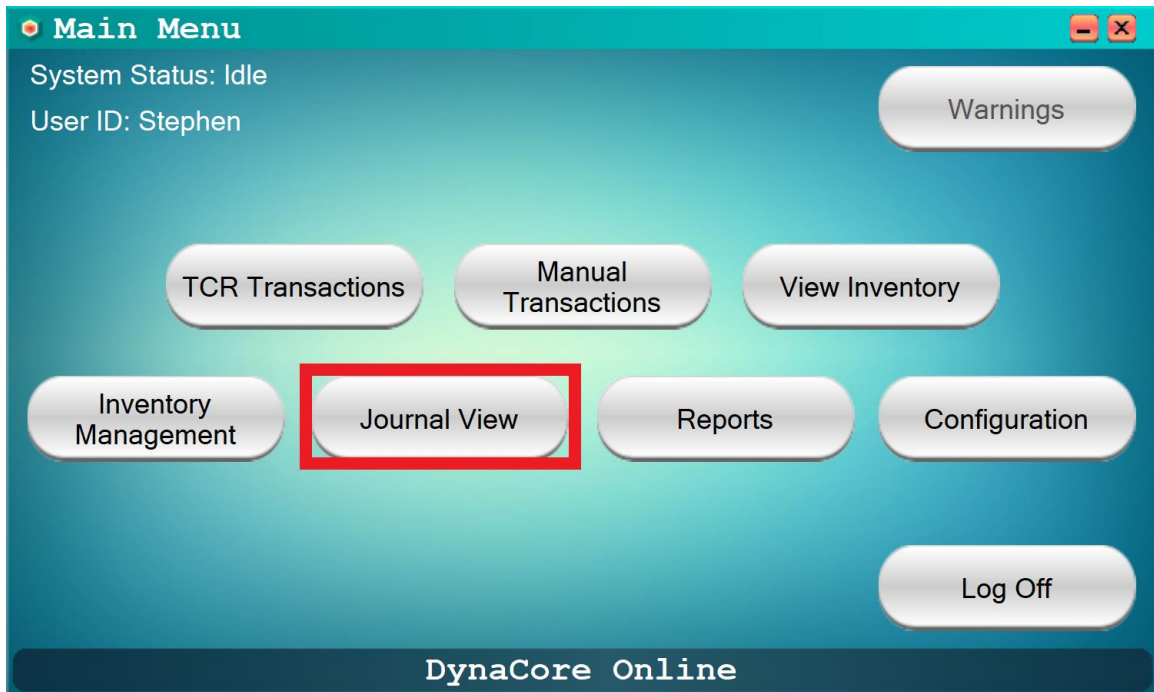 Main Menu
System Status: Idle
User ID: Stephen
Warnings
TCR Transactions
Manual
Transactions
View Inventory
Inventory
Management
Journal View
Reports
Configuration
Log Off
DynaCore Online